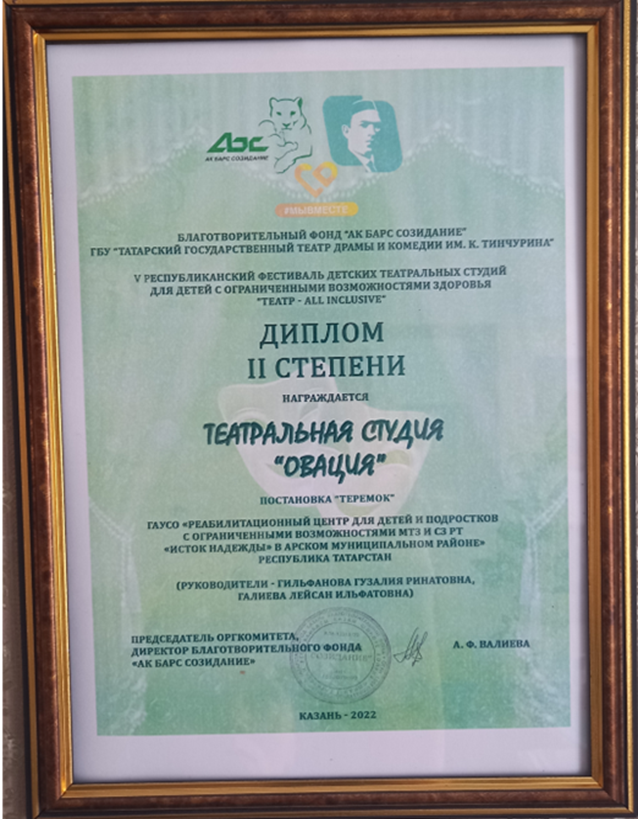 АБС
АК БАРС СОЗИДАНИЕ
#МЫВМЕСТЕ
БЛАГОТВОРИТЕЛЬНЫЙ ФОНД "АК БАРС СОЗИДАНИЕ"
ГБУ "ТАТАРСКИЙ ГОСУДАРСТВЕННЫЙ ТЕАТР ДРАМЫ И КОМЕДИИ ИМ. К. ТИНЧУРИНА"
V РЕСПУБЛИКАНСКИЙ ФЕСТИВАЛЬ ДЕТСКИХ ТЕАТРАЛЬНЫХ СТУДИЙ
ДЛЯ ДЕТЕЙ С ОГРАНИЧЕННЫМИ ВОЗМОЖНОСТЯМИ ЗДОРОВЬЯ
"ТЕАТР - ALL INCLUSIVE"
ДИПЛОМ
II СТЕПЕНИ
НАГРАЖДАЕТСЯ
ТЕАТРАЛЬНАЯ СТУДИЯ
"ОВАЦИЯ"
ПОСТАНОВКА "ТЕРЕМОК"
ГАУСО «РЕАБИЛИТАЦИОННЫЙ ЦЕНТР ДЛЯ ДЕТЕЙ И ПОДРОСТКОВ
С ОГРАНИЧЕННЫМИ ВОЗМОЖНОСТЯМИ МТЗ И СЗ РТ
«ИСТОК НАДЕЖДЫ» В АРСКОМ МУНИЦИПАЛЬНОМ РАЙОНЕ»
РЕСПУБЛИКА ТАТАРСТАН
(РУКОВОДИТЕЛИ - ГИЛЬФАНОВА ГУЗАЛИЯ РИНАТОВНА,
ГАЛИЕВА ЛЕЙСАН ИЛЬФАТОВНА)
ПРЕДСЕДАТЕЛЬ ОРГКОМИТЕТА,
ДИРЕКТОР БЛАГОТВОРИТЕЛЬНОГО ФОНДА
«АК БАРС СОЗИДАНИЕ»
А. Ф. ВАЛИЕВА
СОЗИДАНИЕ
КАЗАНЬ - 2022